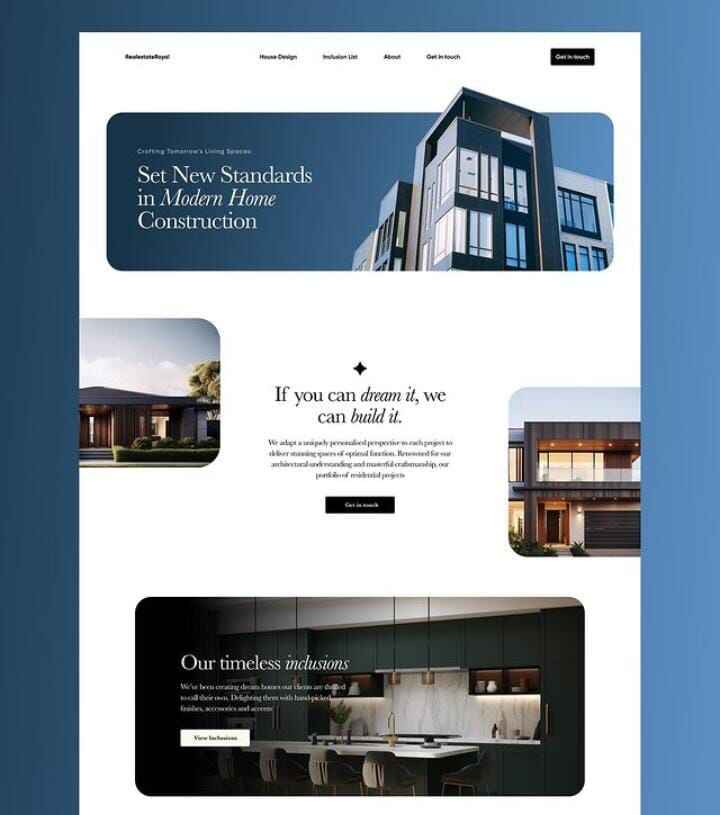 RealestateRoyal
House Design
Inclusion List
About
Get in touch
Get in touch
Crafting Tomorrow's Living Spaces
Set New Standards
in Modern Home
Construction
If you can dream it, we
can build it.
We adapt a uniquely personalised perspective to each project to
deliver stunning spaces of optimal function. Renowned for our
architectural understanding and masterful craftsmanship, our
portfolio of residential projects
Get in touch
Our timeless inclusions
We've been creating dream homes our clients are thrilled
to call their own. Delighting them with hand-picked
finishes, accessories and accents
View Inclusions